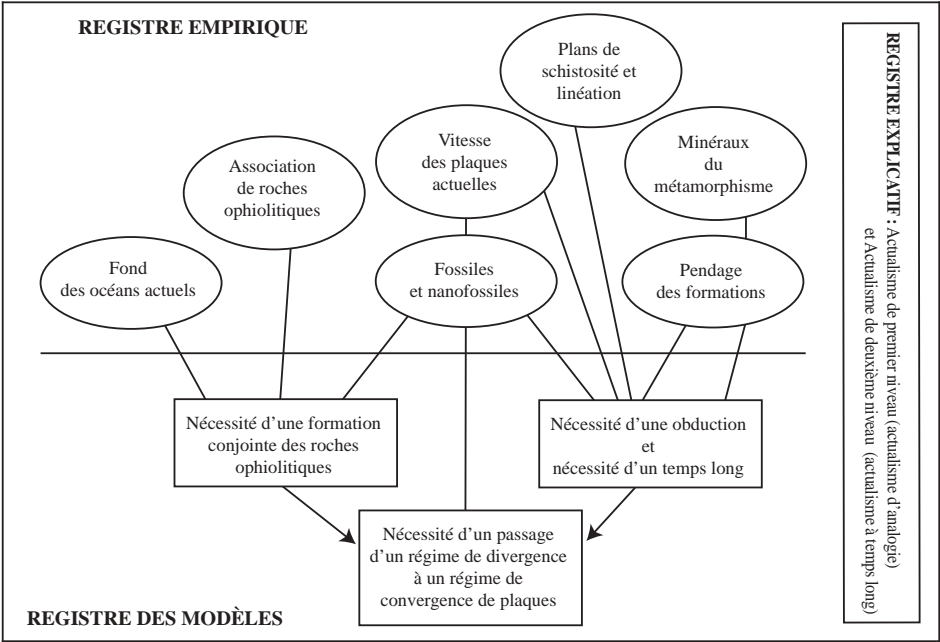 REGISTRE EMPIRIQUE
Plans de
schistosité et
linéation
Vitesse
des plaques
actuelles
Minéraux
du
métamorphisme
Association
de roches
ophiolitiques
Fond
des océans actuels
Fossiles
et nanofossiles
Pendage
des formations
Nécessité d'une formation
conjointe des roches
ophiolitiques
Nécessité d'une obduction
et
nécessité d'un temps long
Nécessité d'un passage
d'un régime de divergence
à un régime de
convergence de plaques
REGISTRE DES MODÈLES
REGISTRE EXPLICATIF : Actualisme de premier niveau (actualisme d'analogie)
et Actualisme de deuxième niveau (actualisme à temps long)